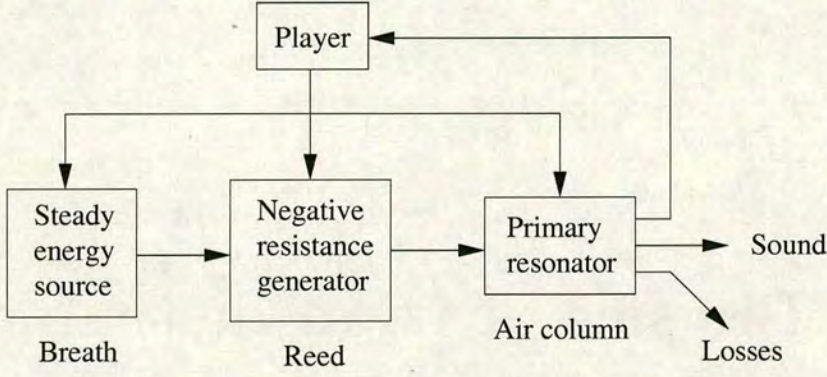 Player
Steady
energy
source
Negative
resistance
generator
Primary
resonator
Sound
Losses
Breath
Reed
Air column